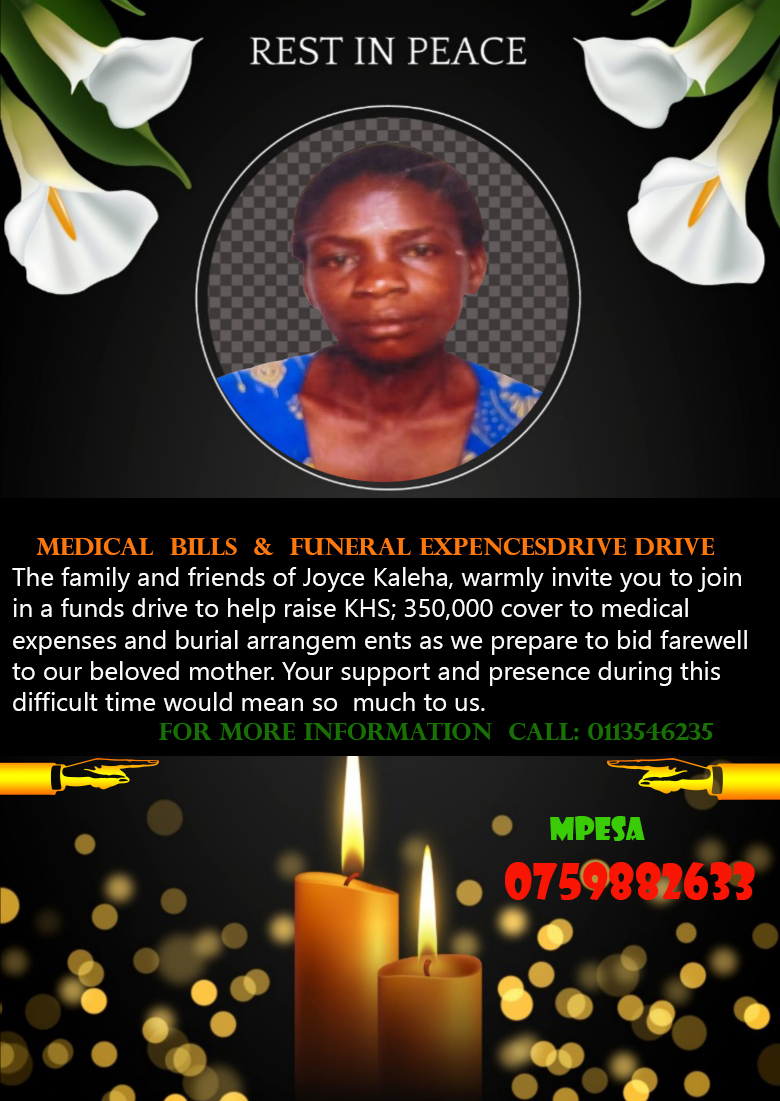 REST IN PEACE
MEDICAL BILLS & FUNERAL EXPENCESDRIVE DRIVE
The family and friends of Joyce Kaleha, warmly invite you to join
in a funds drive to help raise KHS; 350,000 cover to medical
expenses and burial arrangem ents as we prepare to bid farewell
to our beloved mother. Your support and presence during this
difficult time would mean so much to us.
FOR MORE INFORMATION CALL: 0113546235
MPESA
0759882633